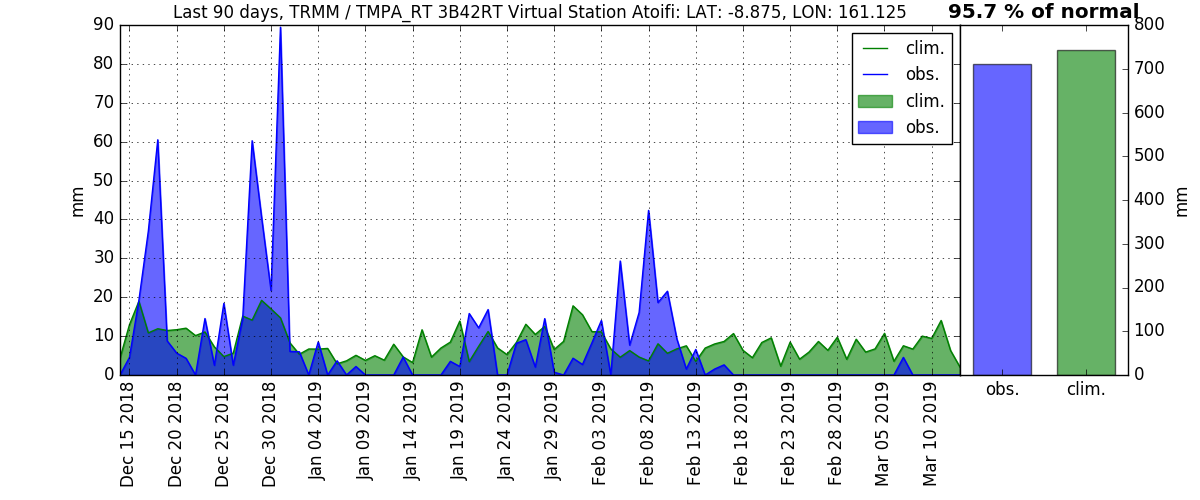 Last 90 days, TRMM / TMPA_RT 3B42RT Virtual Station Atoifi: LAT: -8.875, LON: 161.125
95.7 % of normal
90
80
70
60
50
40
30
20
10
0
mm
clim.
obs.
clim.
obs.
800
700
600
500
400
300
200
100
0
mm
Dec 15 2018
Dec 20 2018
Dec 25 2018
Dec 30 2018
Jan 04 2019
Jan 09 2019
Jan 14 2019
Jan 19 2019
Jan 24 2019
Jan 29 2019
Feb 03 2019
Feb 08 2019
Feb 13 2019
Feb 18 2019
Feb 23 2019
Feb 28 2019
Mar 05 2019
Mar 10 2019
obs.
clim.